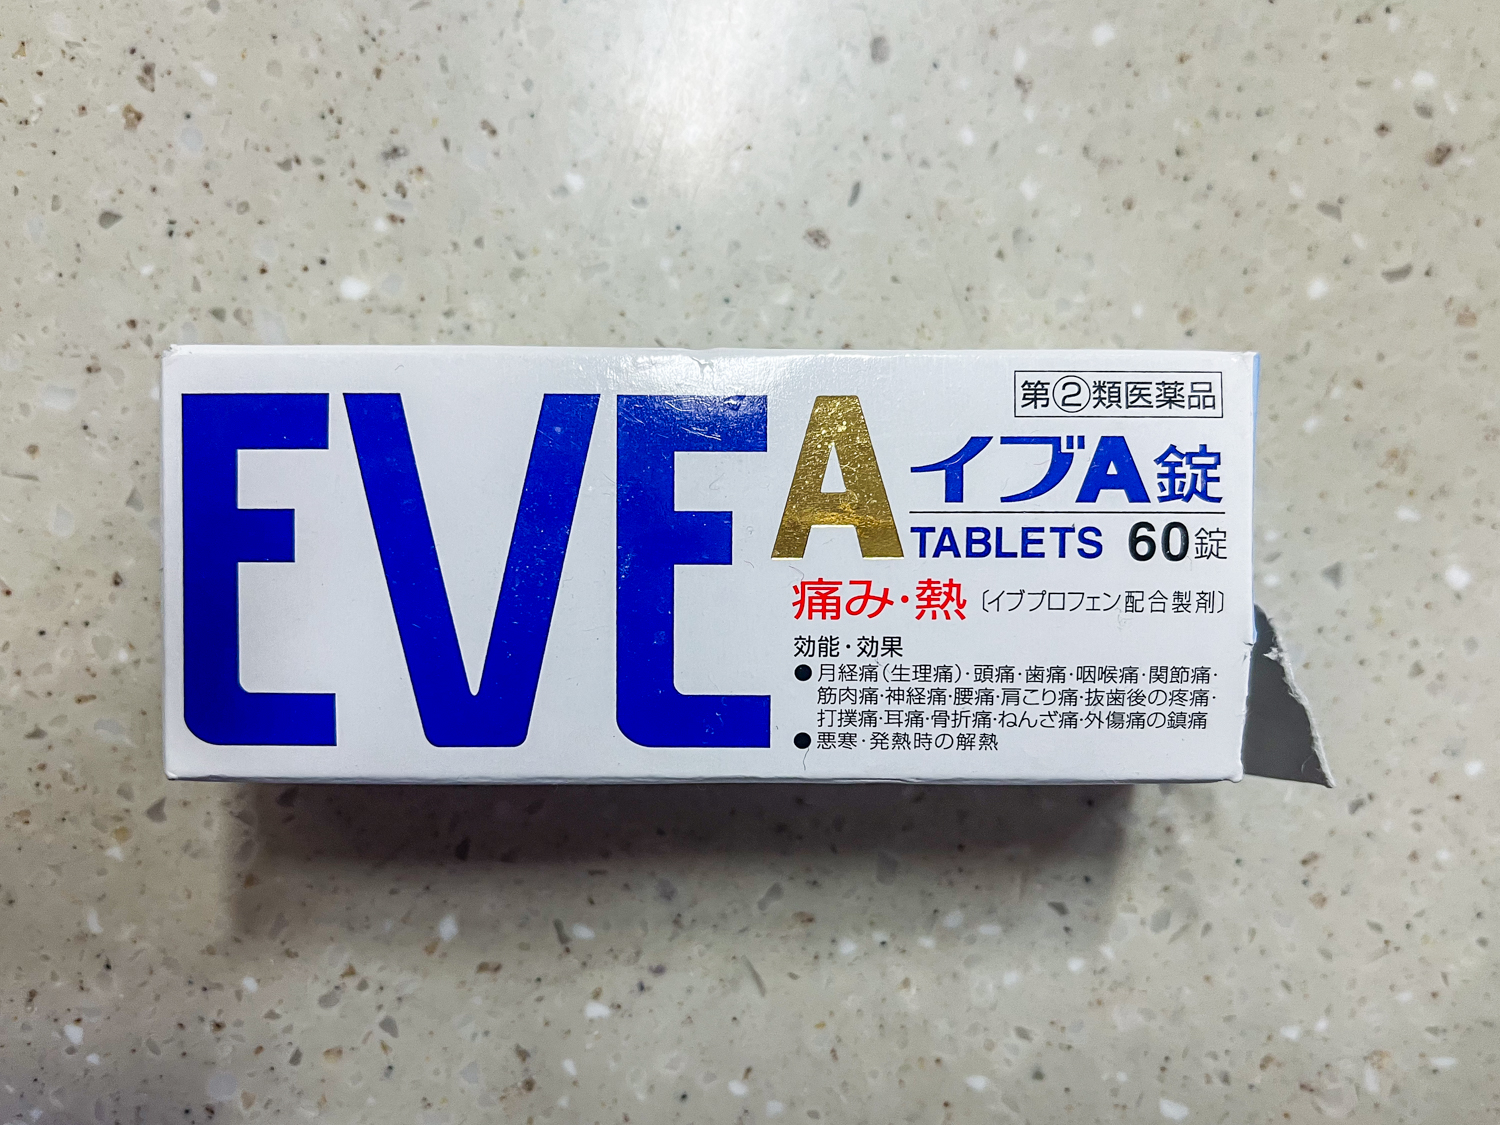 EVE A
第②類医薬品
イブA錠
TABLETS 60錠
痛み・熱〔イブプロフェン配合製剤〕
効能・効果
●月経痛(生理痛)・頭痛・歯痛・咽喉痛・関節痛・
筋肉痛・神経痛・腰痛・肩こり痛・抜歯後の疼痛・
打撲痛・耳痛・骨折痛・ねんざ痛・外傷痛の鎮痛
●悪寒・発熱時の解熱